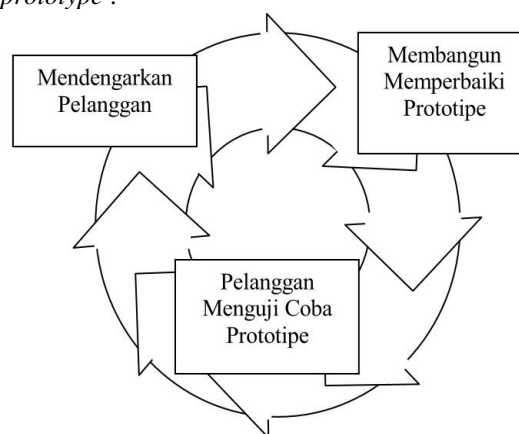 prototype :
Mendengarkan
Pelanggan
Membangun
Memperbaiki
Prototipe
Pelanggan
Menguji Coba
Prototipe